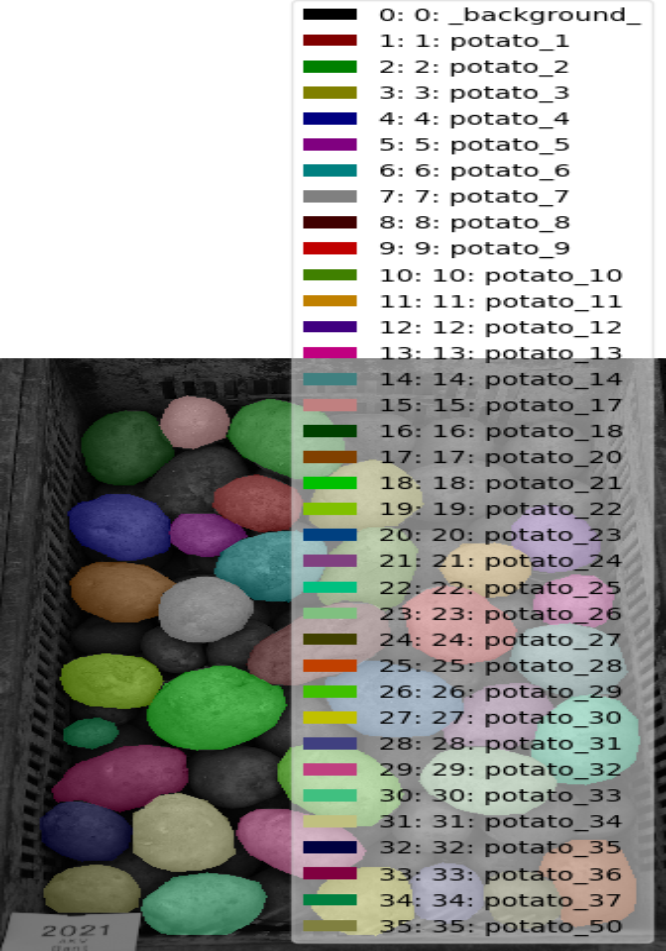 0: 0: _background_
1: 1: potato_1
2: 2: potato_2
3: 3: potato_3
4: 4: potato_4
5: 5: potato_5
6: 6: potato_6
7: 7: potato_7
8: 8: potato_8
9: 9: potato_9
10: 10: potato_10
11: 11: potato_11
12: 12: potato_12
13: 13: potato_13
14: 14: potato_14
15: 15: potato_17
16: 16: potato_18
17: 17: potato_20
18: 18: potato_21
19: 19: potato_22
20: 20: potato_23
21: 21: potato_24
22: 22: potato_25
23: 23: potato_26
24: 24: potato_27
25: 25: potato_28
26: 26: potato_29
27: 27: potato_30
28: 28: potato_31
29: 29: potato_32
30: 30: potato_33
31: 31: potato_34
32: 32: potato_35
33: 33: potato_36
34: 34: potato_37
35: 35: potato_50
2021